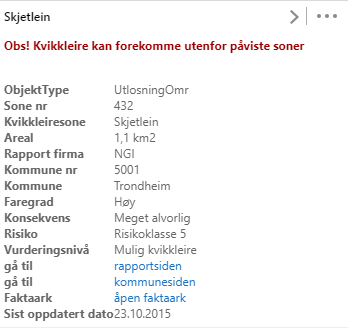 Skjetlein
Obs! Kvikkleire kan forekomme utenfor påviste soner
ObjektType UtlosningOmr
Sone nr 432
Kvikkleiresone Skjetlein
Areal 1,1 km2
Rapport firma NGI
Kommune nr 5001
Kommune Trondheim
Faregrad Høy
Konsekvens Meget alvorlig
Risiko Risikoklasse 5
Vurderingsnivå Mulig kvikkleire
gå til rapportsiden
gå til kommunesiden
Faktaark åpen faktaark
Sist oppdatert dato 23.10.2015